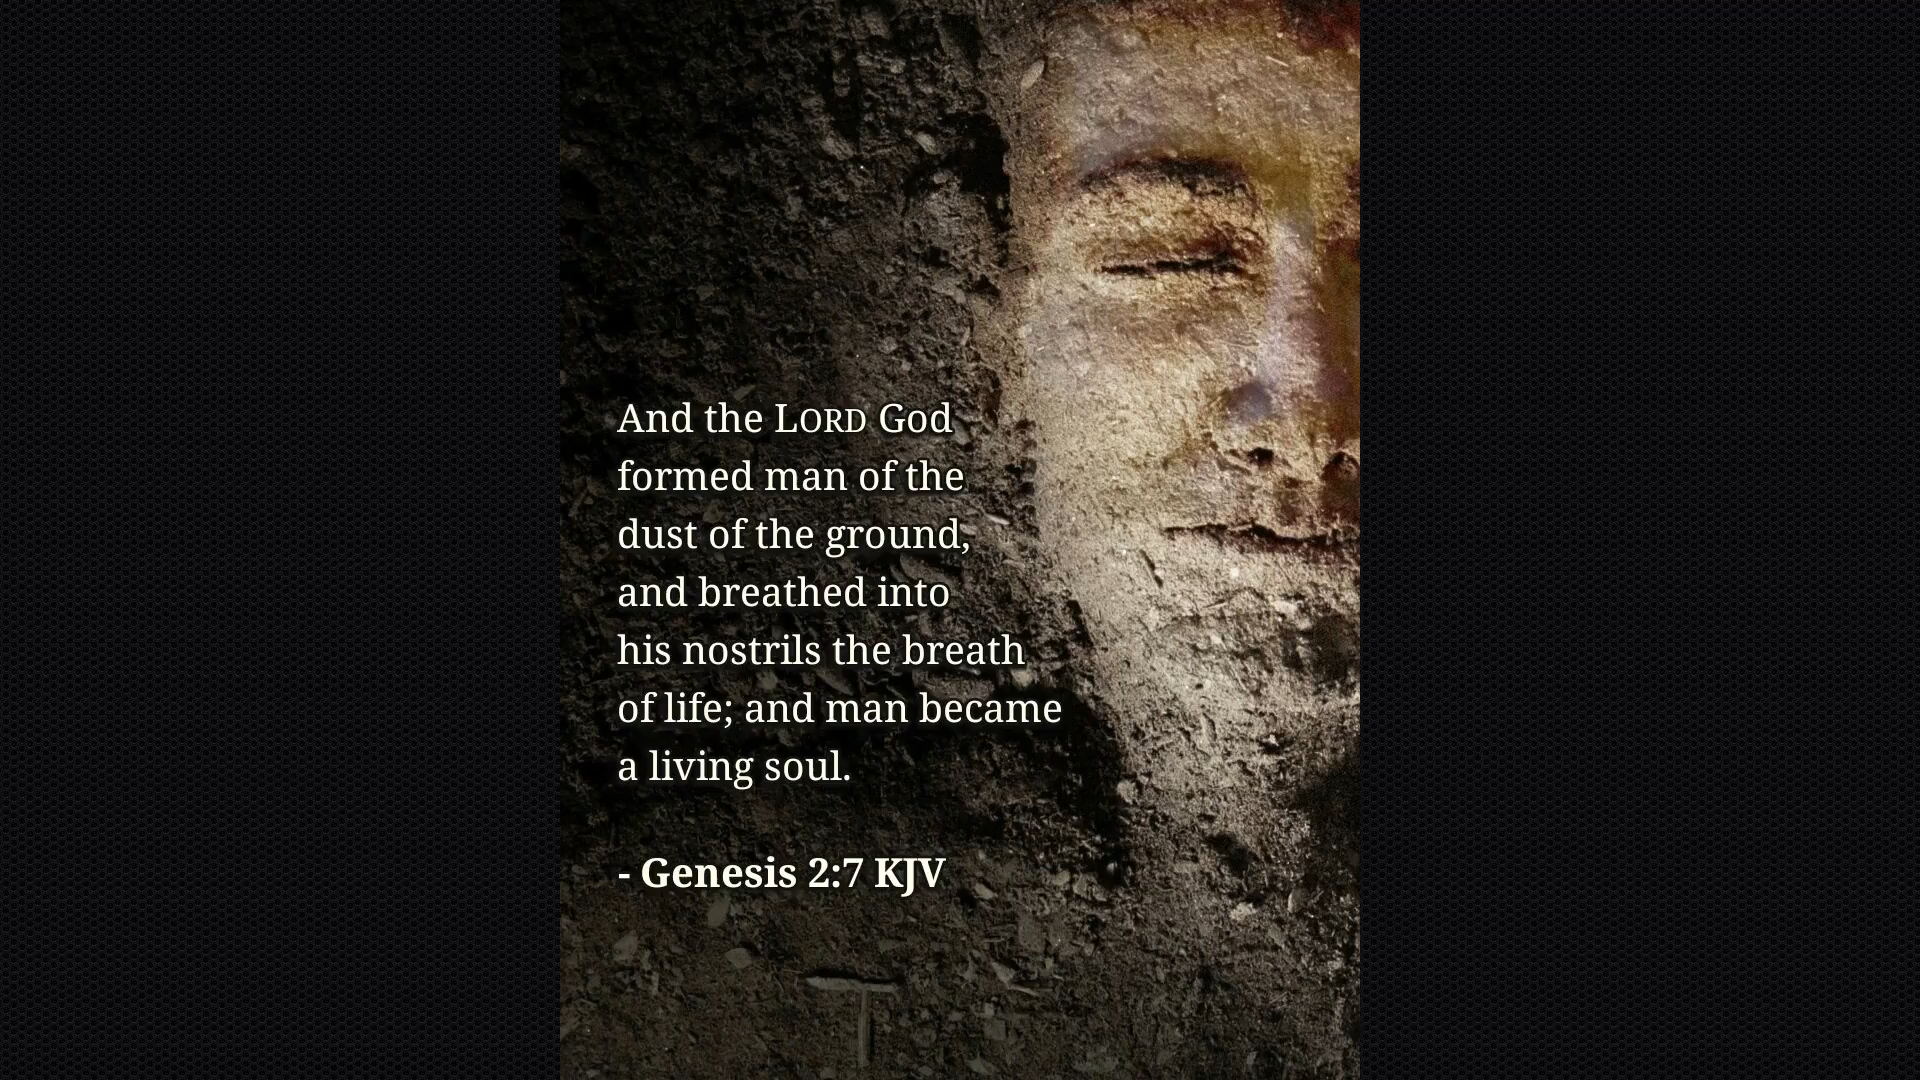 And the LORD God
formed man of the
dust of the ground,
and breathed into
his nostrils the breath
of life; and man became
a living soul.
- Genesis 2:7 KJV